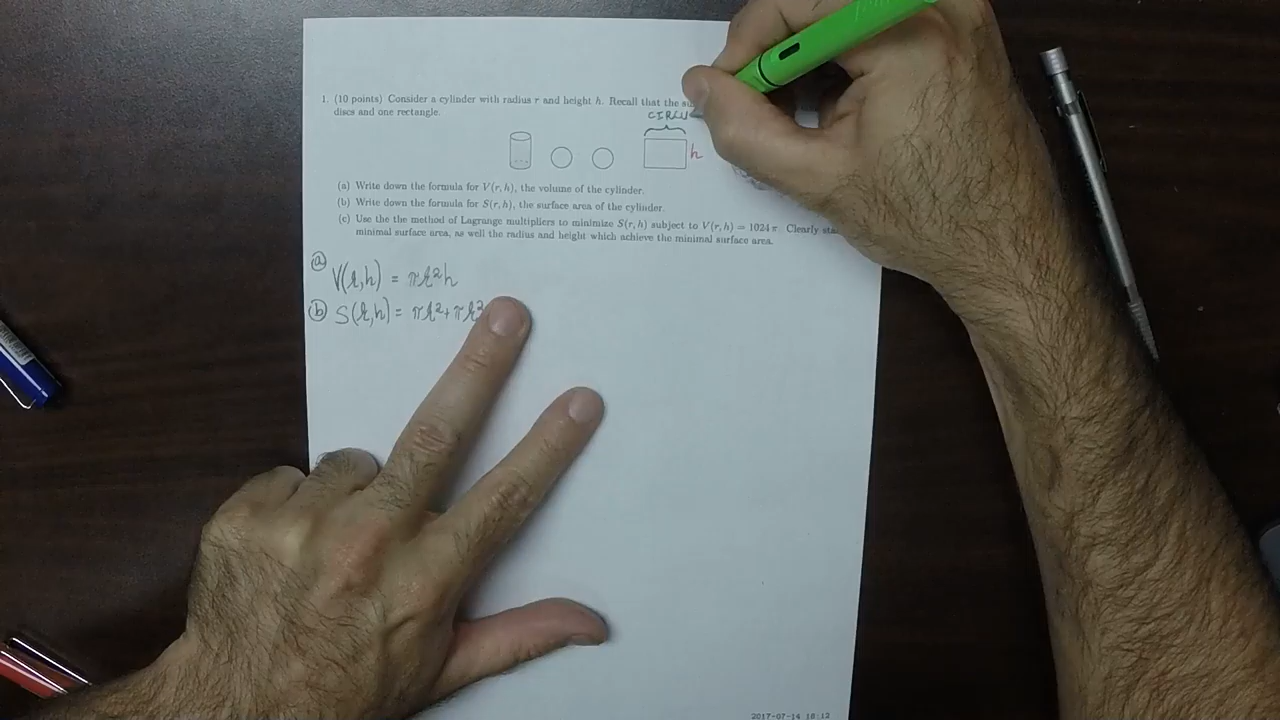 1. (10 points) Consider a cylinder with radius r and height h. Recall that the
discs and one rectangle.
CIRCU
h
(a) Write down the formula for V(r, h), the volume of the cylinder.
(b) Write down the formula for S(r, h), the surface area of the cylinder.
(c) Use the the method of Lagrange multipliers to minimize S(r, h) subject to V(r, h) = 1024 π. Clearly
minimal surface area, as well the radius and height which achieve the minimal surface area.
(a) V(r,h) = πr²h
(b) S(r,h) = πr² + πr²
2017-07-14 18:12